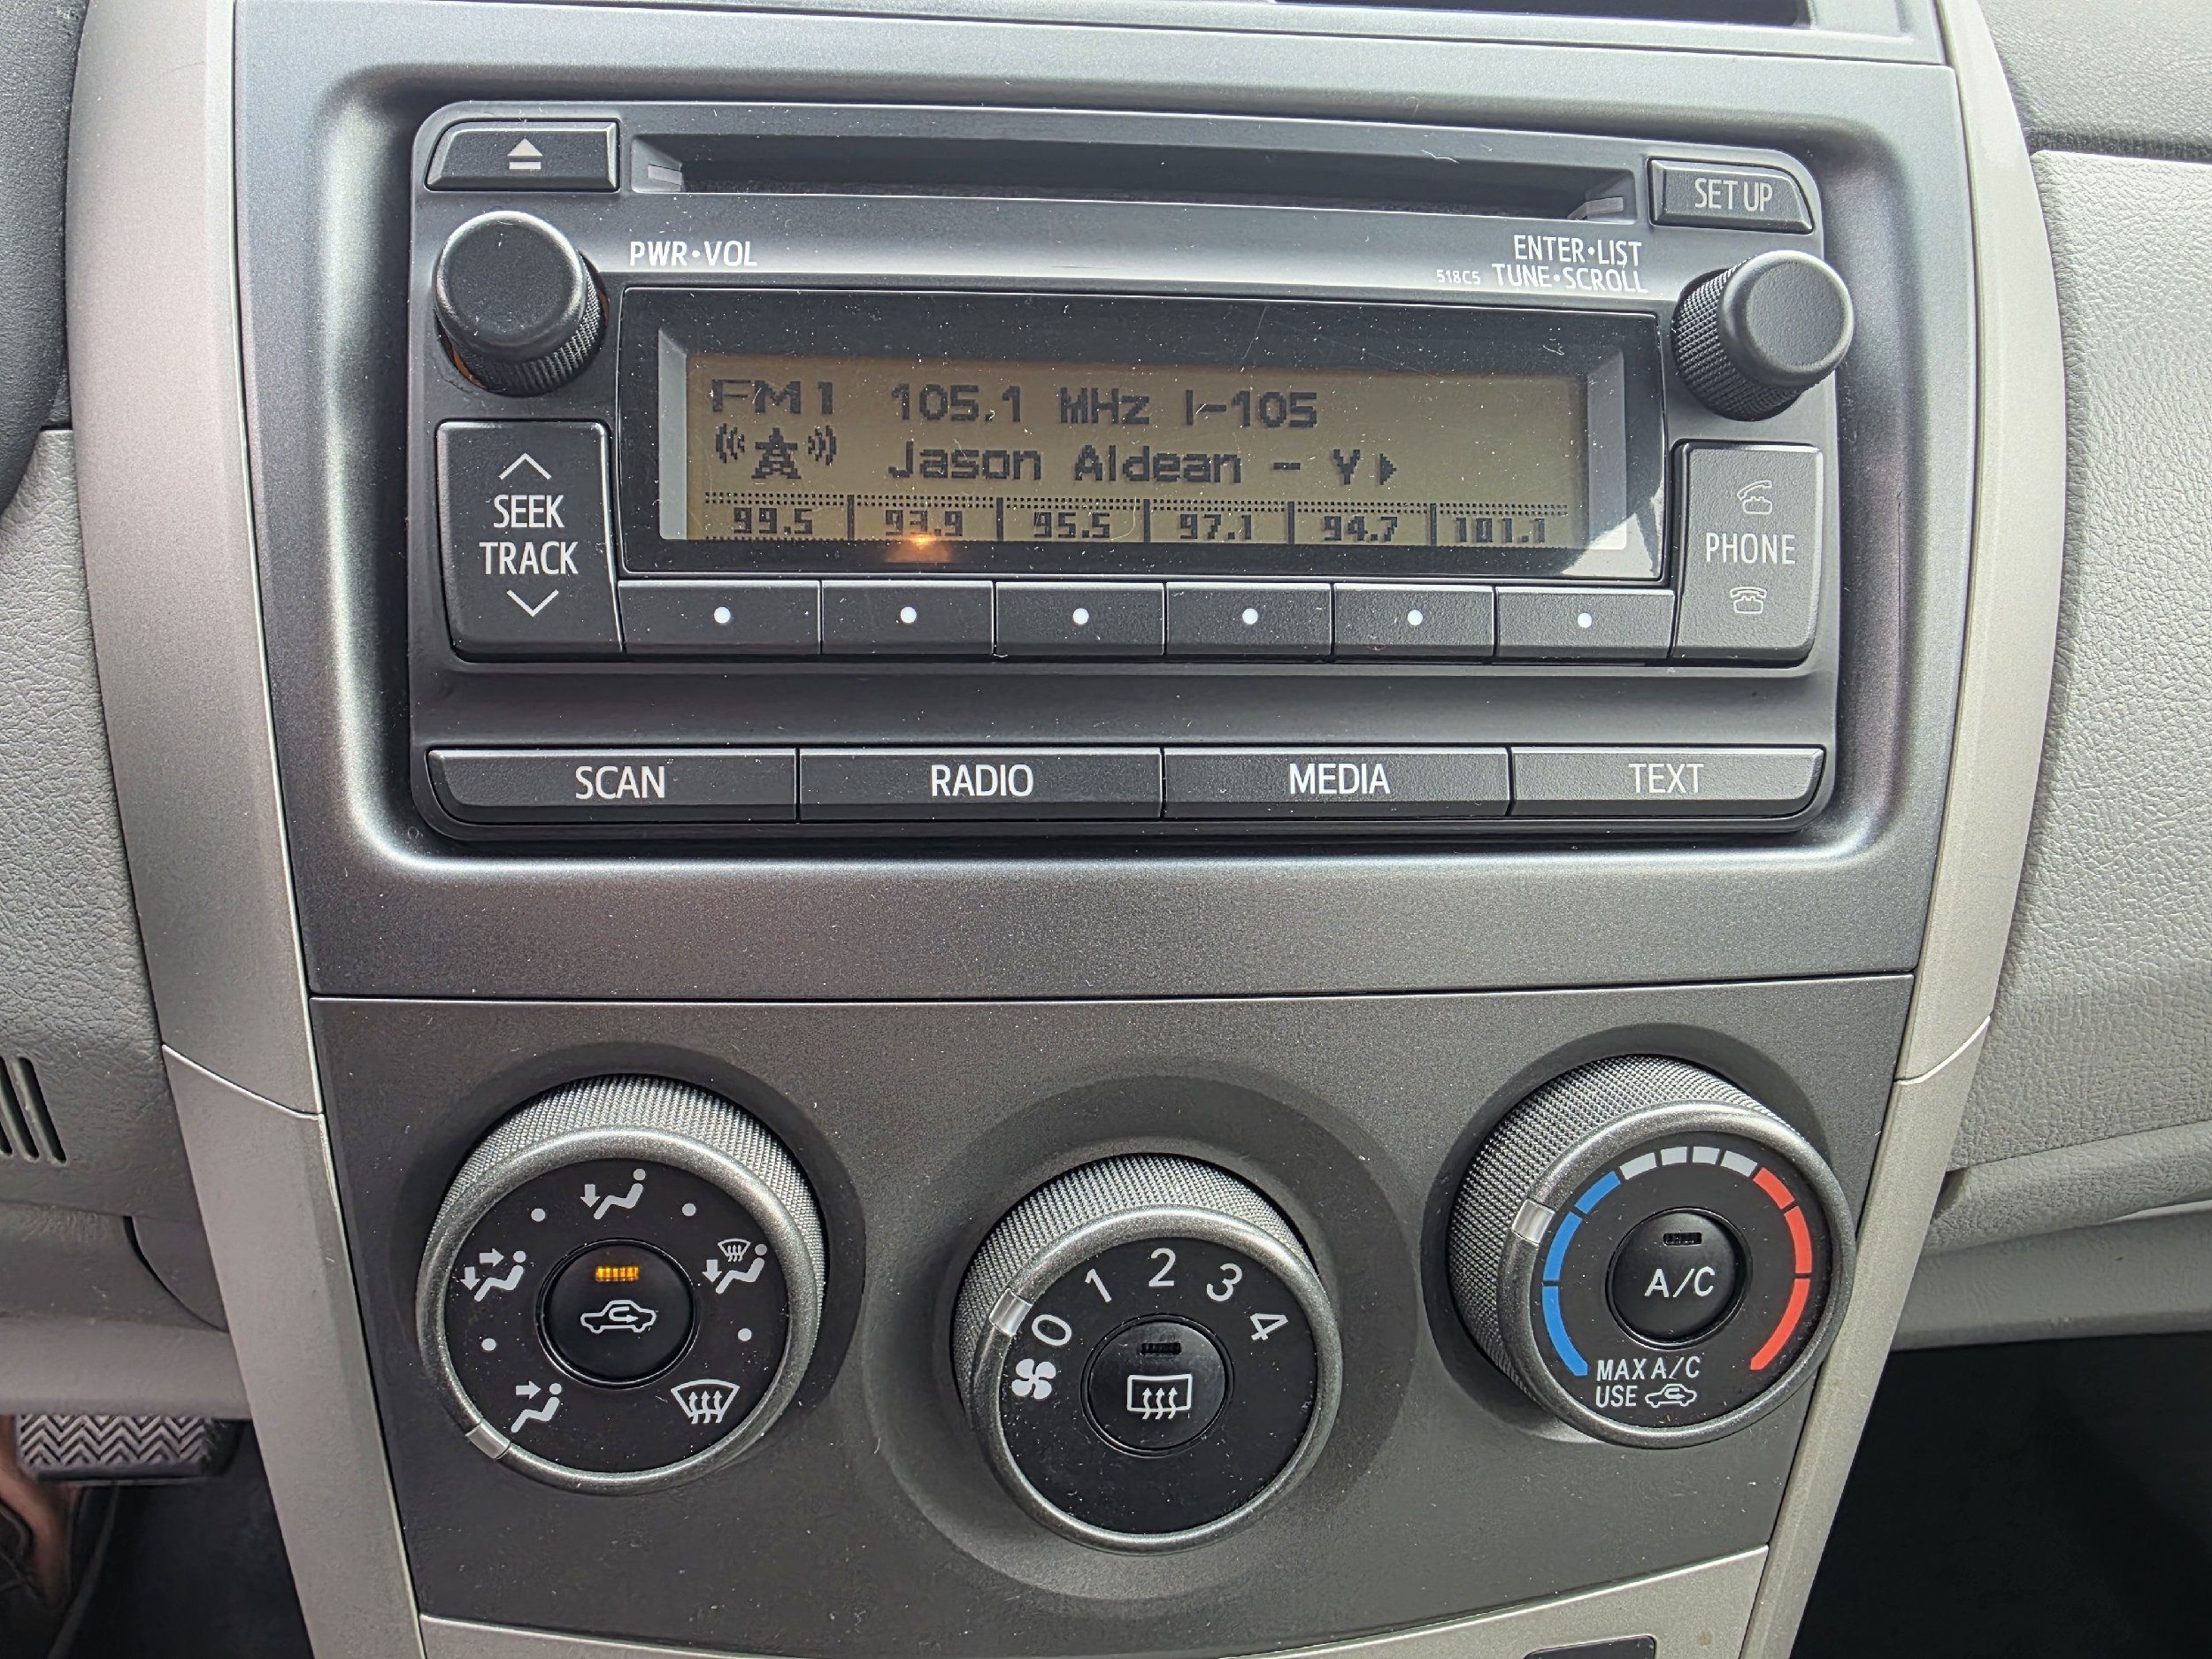 SET UP
PWR•VOL
ENTER•LIST
518C5 TUNE•SCROLL
FM1 105.1 MHz I-105
Jason Aldean - Y
99.5 93.9 95.5 97.1 94.7 101.1
SEEK
TRACK
PHONE
SCAN RADIO MEDIA TEXT
0 1 2 3 4
A/C
MAX A/C
USE